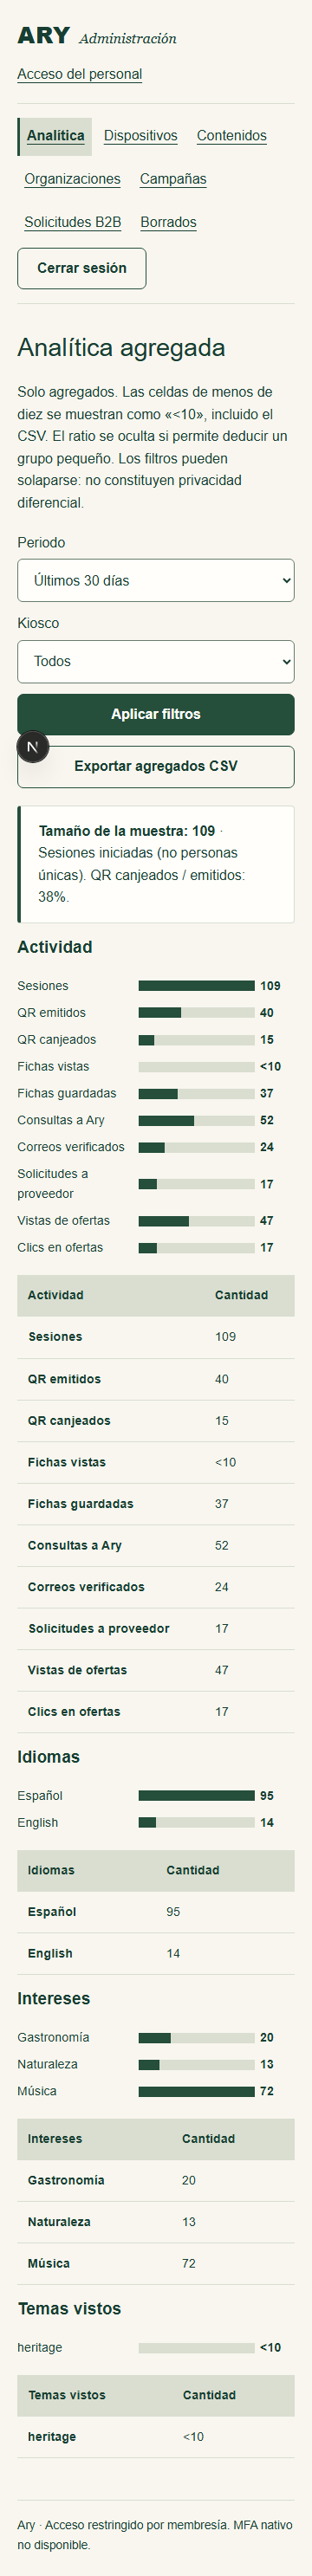 ARY Administración
Acceso del personal
Analítica Dispositivos Contenidos
Organizaciones Campañas
Solicitudes B2B Borrados
Cerrar sesión
Analítica agregada
Solo agregados. Las celdas de menos de
diez se muestran como «<10», incluido el
CSV. El ratio se oculta si permite deducir un
grupo pequeño. Los filtros pueden
solaparse: no constituyen privacidad
diferencial.
Periodo
Últimos 30 días
Kiosco
Todos
Aplicar filtros
N
Exportar agregados CSV
Tamaño de la muestra: 109 ·
Sesiones iniciadas (no personas
únicas). QR canjeados / emitidos:
38%.
Actividad
Sesiones 109
QR emitidos 40
QR canjeados 15
Fichas vistas <10
Fichas guardadas 37
Consultas a Ary 52
Correos verificados 24
Solicitudes a
proveedor 17
Vistas de ofertas 47
Clics en ofertas 17
Actividad Cantidad
Sesiones 109
QR emitidos 40
QR canjeados 15
Fichas vistas <10
Fichas guardadas 37
Consultas a Ary 52
Correos verificados 24
Solicitudes a proveedor 17
Vistas de ofertas 47
Clics en ofertas 17
Idiomas
Español 95
English 14
Idiomas Cantidad
Español 95
English 14
Intereses
Gastronomía 20
Naturaleza 13
Música 72
Intereses Cantidad
Gastronomía 20
Naturaleza 13
Música 72
Temas vistos
heritage <10
Temas vistos Cantidad
heritage <10
Ary · Acceso restringido por membresía. MFA nativo
no disponible.